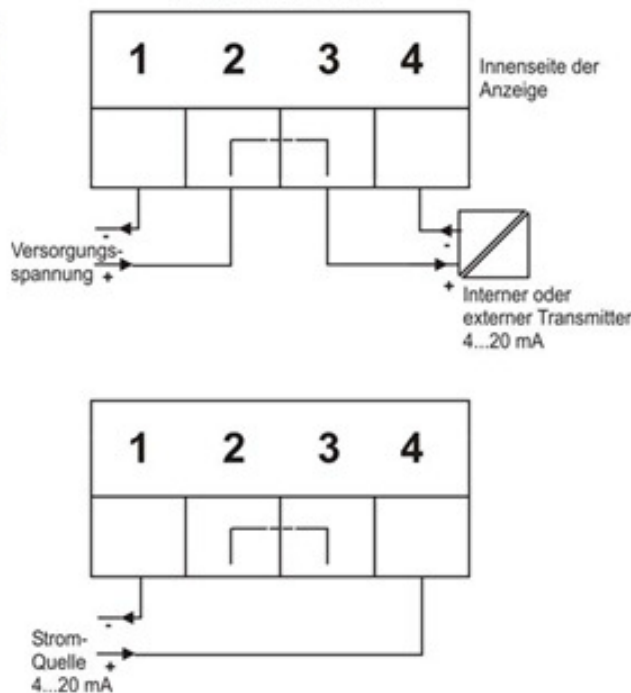 1 2 3 4
Innenseite der
Anzeige
-
Versorgungs-
spannung
+
-
+
Interner oder
externer Transmitter
4...20 mA
1 2 3 4
-
Strom-
Quelle
+
4...20 mA